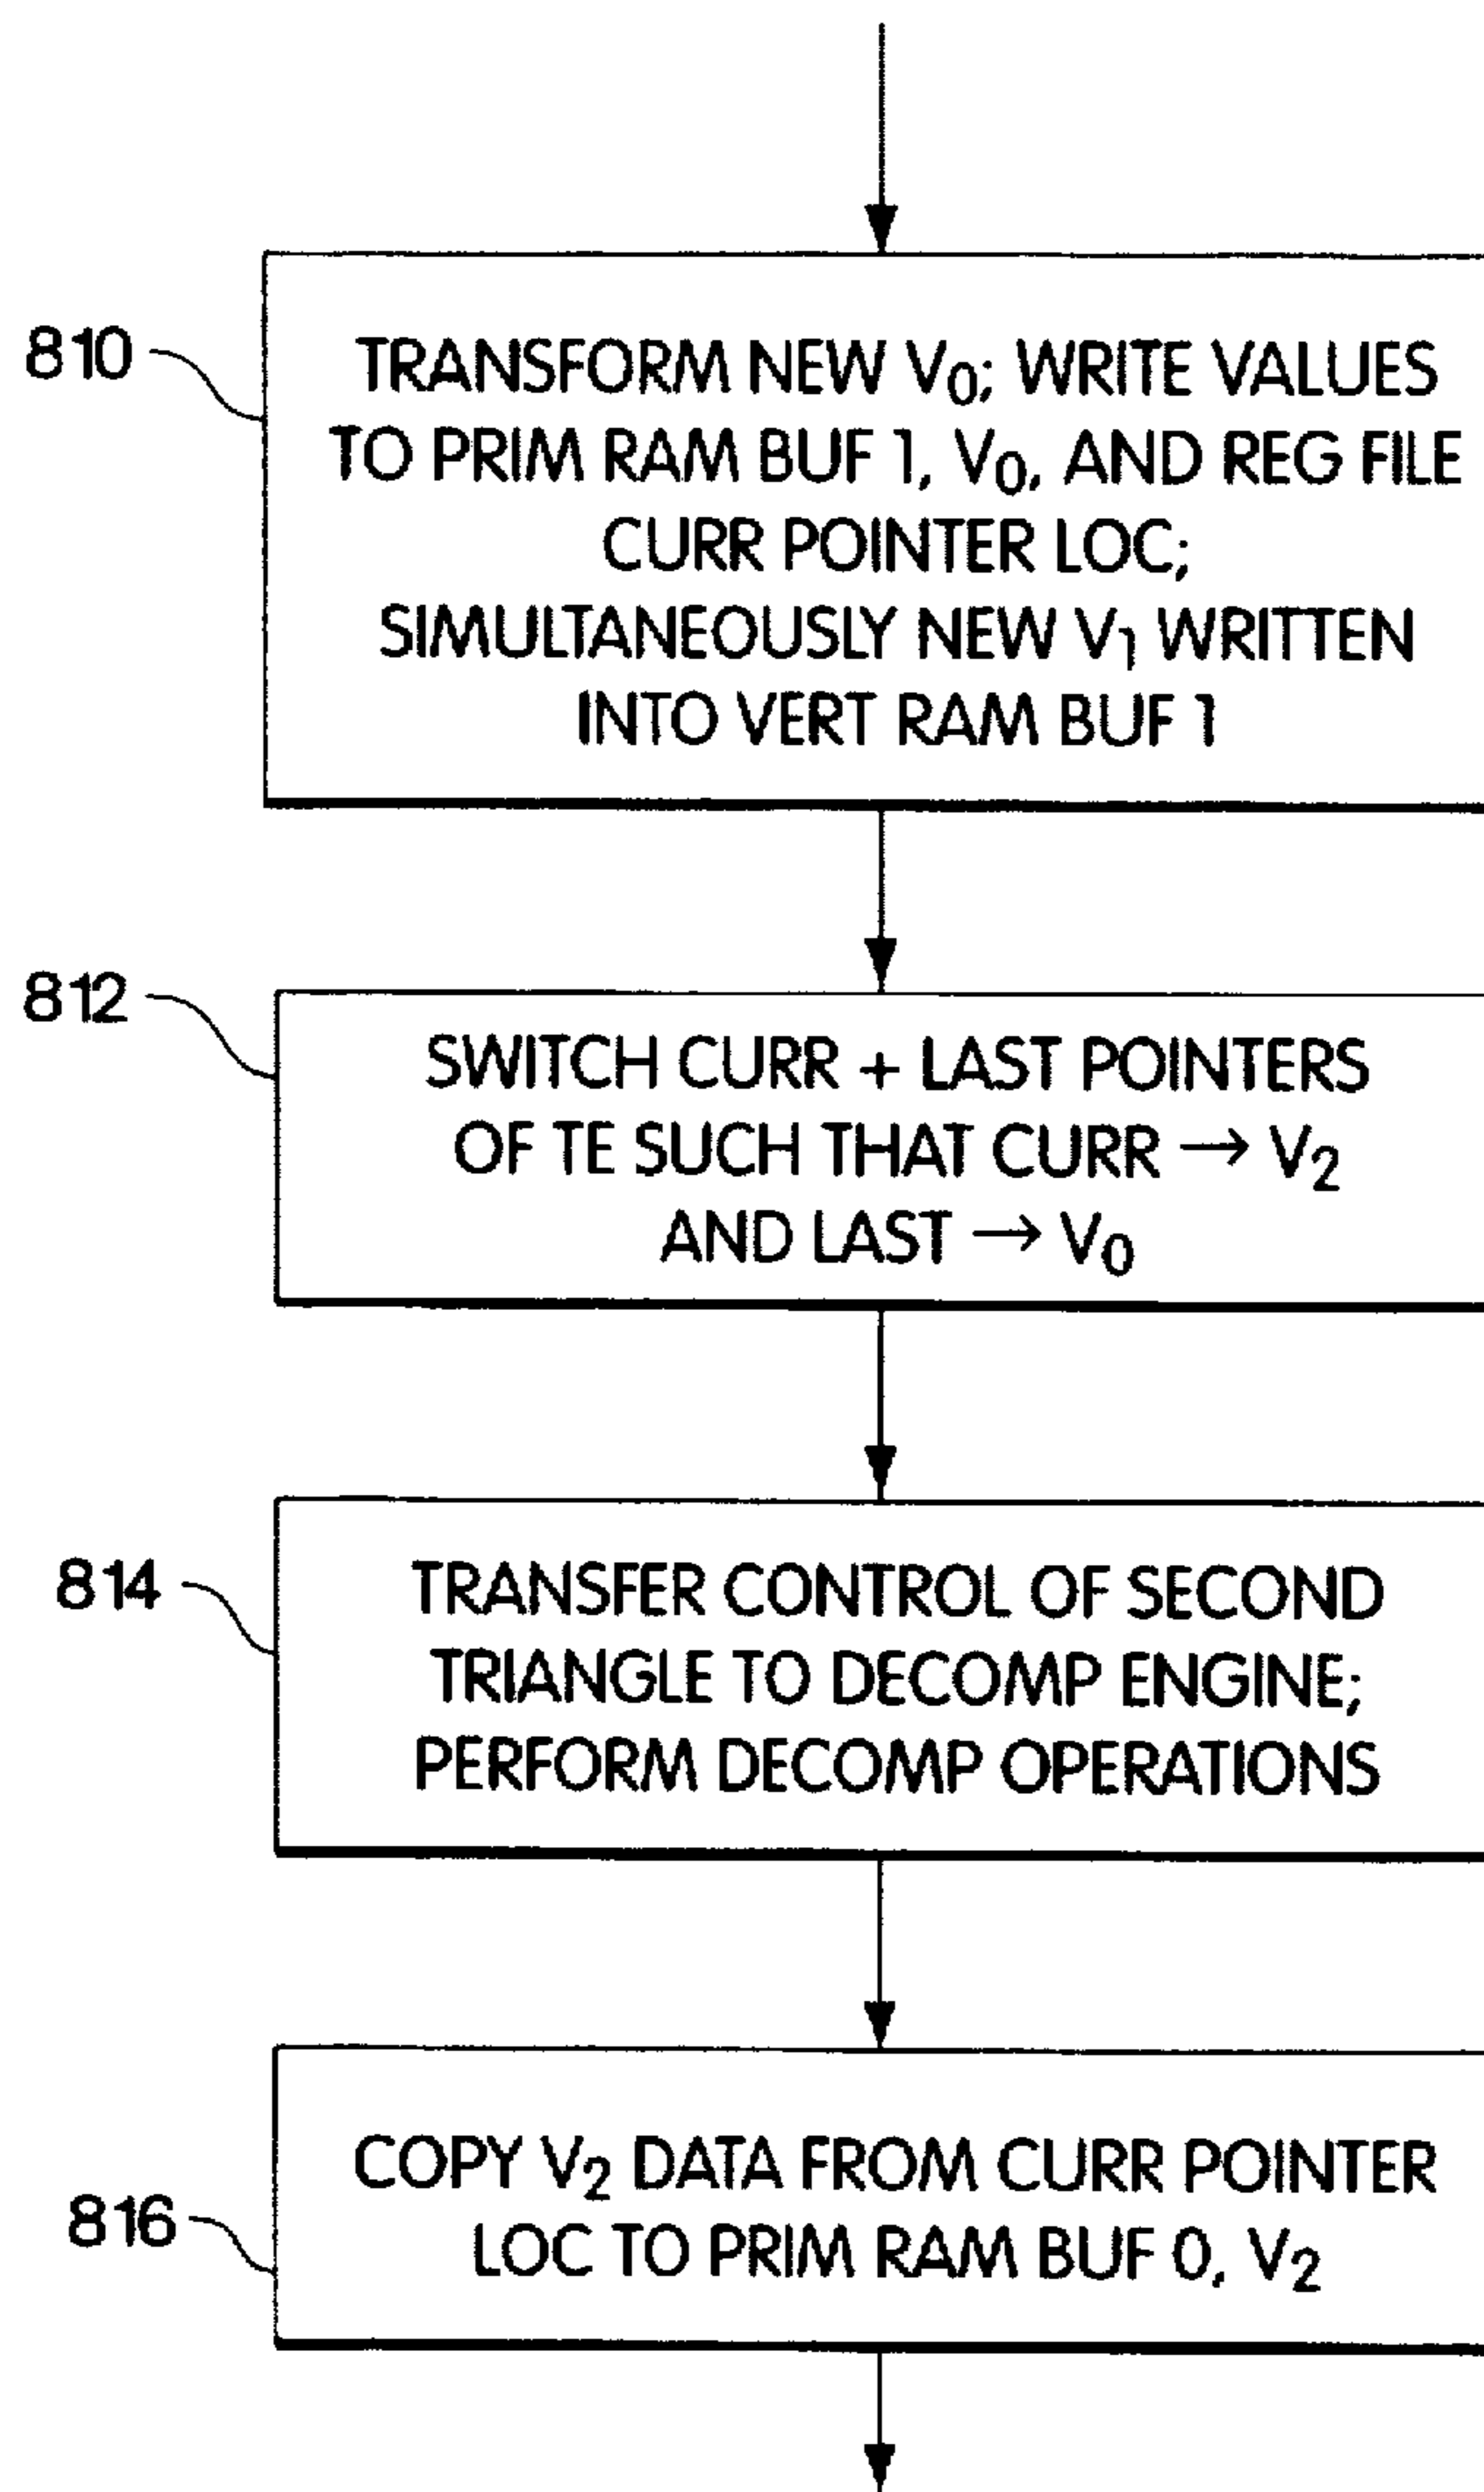 810
TRANSFORM NEW V₀; WRITE VALUES
TO PRIM RAM BUF 1, V₀, AND REG FILE
CURR POINTER LOC;
SIMULTANEOUSLY NEW V₁ WRITTEN
INTO VERT RAM BUF 1
812
SWITCH CURR + LAST POINTERS
OF TE SUCH THAT CURR → V₂
AND LAST → V₀
814
TRANSFER CONTROL OF SECOND
TRIANGLE TO DECOMP ENGINE;
PERFORM DECOMP OPERATIONS
816
COPY V₂ DATA FROM CURR POINTER
LOC TO PRIM RAM BUF 0, V₂